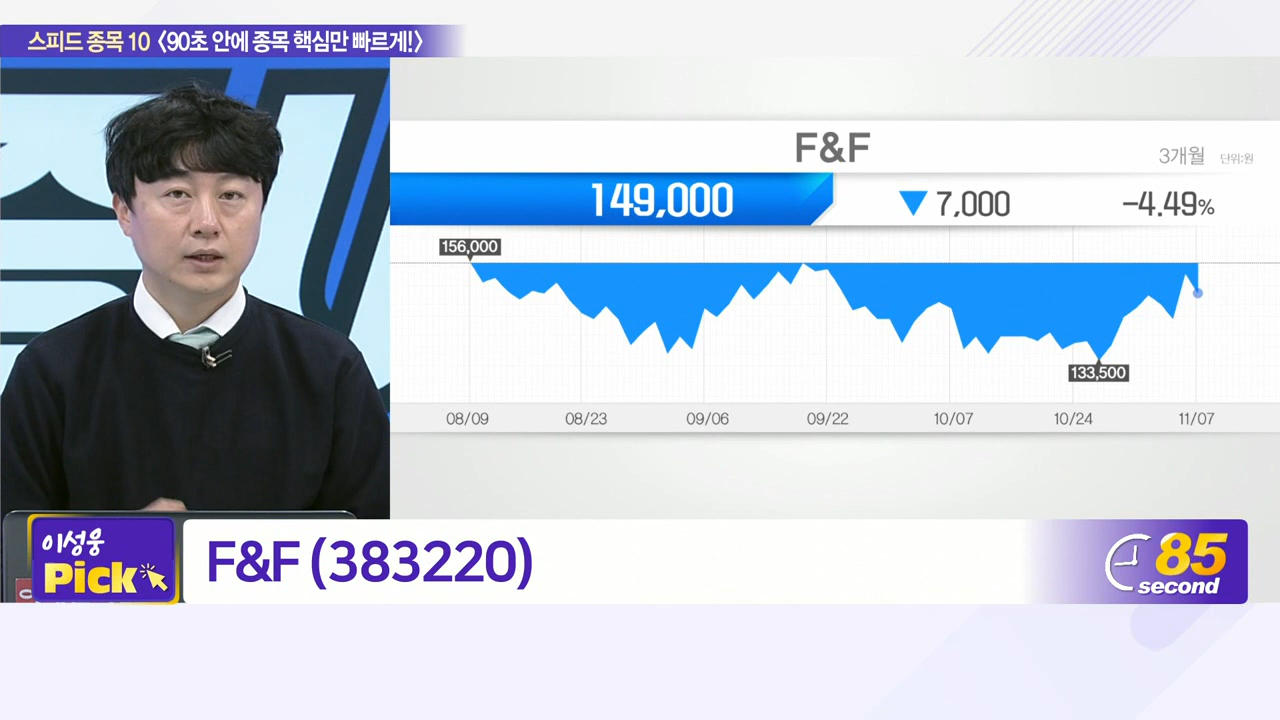 스피드 종목 10 〈90초 안에 종목 핵심만 빠르게!〉
F&F
3개월 단위:원
149,000 ▼ 7,000 -4.49%
156,000
133,500
08/09 08/23 09/06 09/22 10/07 10/24 11/07
이성웅
Pick
F&F (383220)
85
second